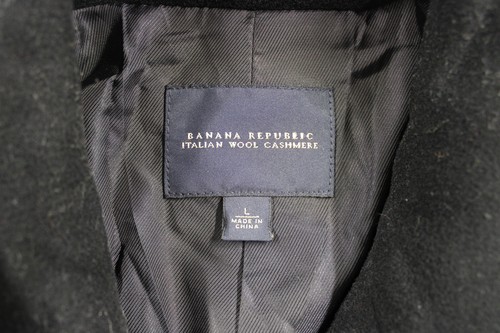 BANANA REPUBLIC
ITALIAN WOOL CASHMERE
L
MADE IN
CHINA